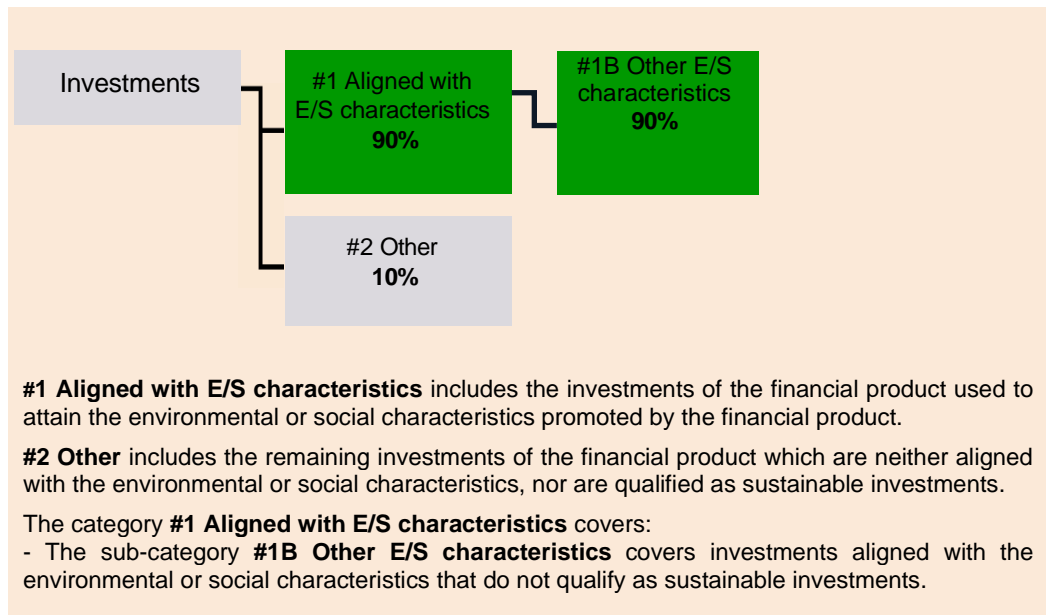 Investments
#1 Aligned with
E/S characteristics
90%
#1B Other E/S
characteristics
90%
#2 Other
10%
#1 Aligned with E/S characteristics includes the investments of the financial product used to
attain the environmental or social characteristics promoted by the financial product.
#2 Other includes the remaining investments of the financial product which are neither aligned
with the environmental or social characteristics, nor are qualified as sustainable investments.
The category #1 Aligned with E/S characteristics covers:
- The sub-category #1B Other E/S characteristics covers investments aligned with the
environmental or social characteristics that do not qualify as sustainable investments.